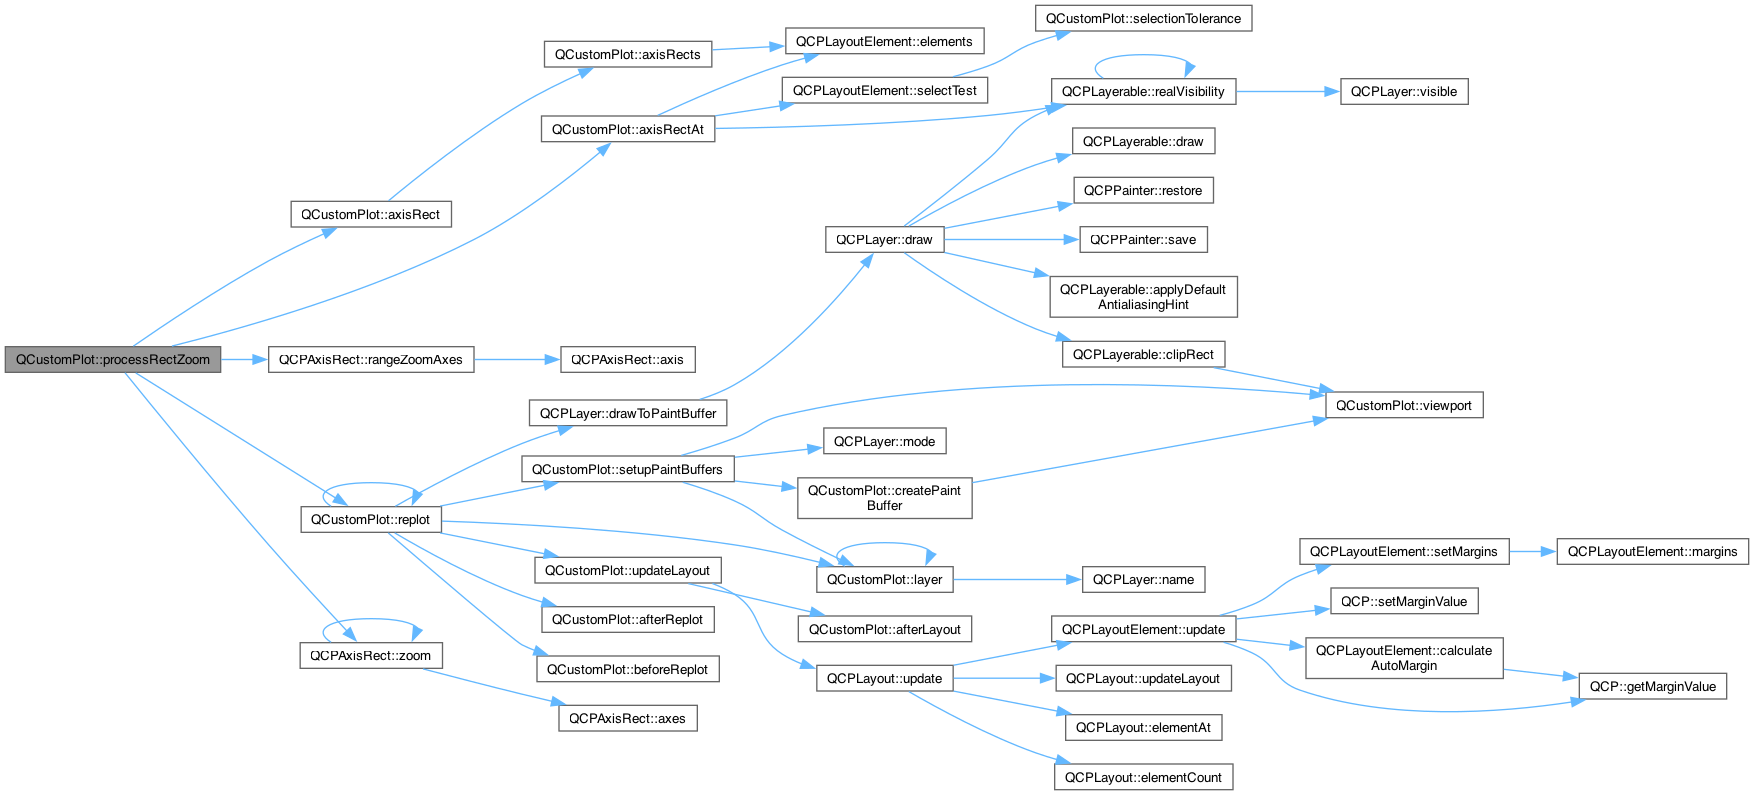 QCustomPlot::processRectZoom
QCustomPlot::axisRect
QCustomPlot::axisRects
QCPLayoutElement::elements
QCustomPlot::axisRectAt
QCPLayoutElement::selectTest
QCustomPlot::selectionTolerance
QCPLayerable::realVisibility
QCPLayer::visible
QCPAxisRect::rangeZoomAxes
QCPAxisRect::axis
QCustomPlot::replot
QCPLayer::drawToPaintBuffer
QCPLayer::draw
QCPLayerable::draw
QCPPainter::restore
QCPPainter::save
QCPLayerable::applyDefault
AntialiasingHint
QCPLayerable::clipRect
QCustomPlot::viewport
QCustomPlot::setupPaintBuffers
QCPLayer::mode
QCustomPlot::createPaint
Buffer
QCustomPlot::layer
QCPLayer::name
QCustomPlot::updateLayout
QCustomPlot::afterLayout
QCPLayout::update
QCPLayoutElement::update
QCPLayoutElement::setMargins
QCPLayoutElement::margins
QCP::setMarginValue
QCPLayoutElement::calculate
AutoMargin
QCP::getMarginValue
QCPLayout::updateLayout
QCPLayout::elementAt
QCPLayout::elementCount
QCustomPlot::afterReplot
QCustomPlot::beforeReplot
QCPAxisRect::zoom
QCPAxisRect::axes